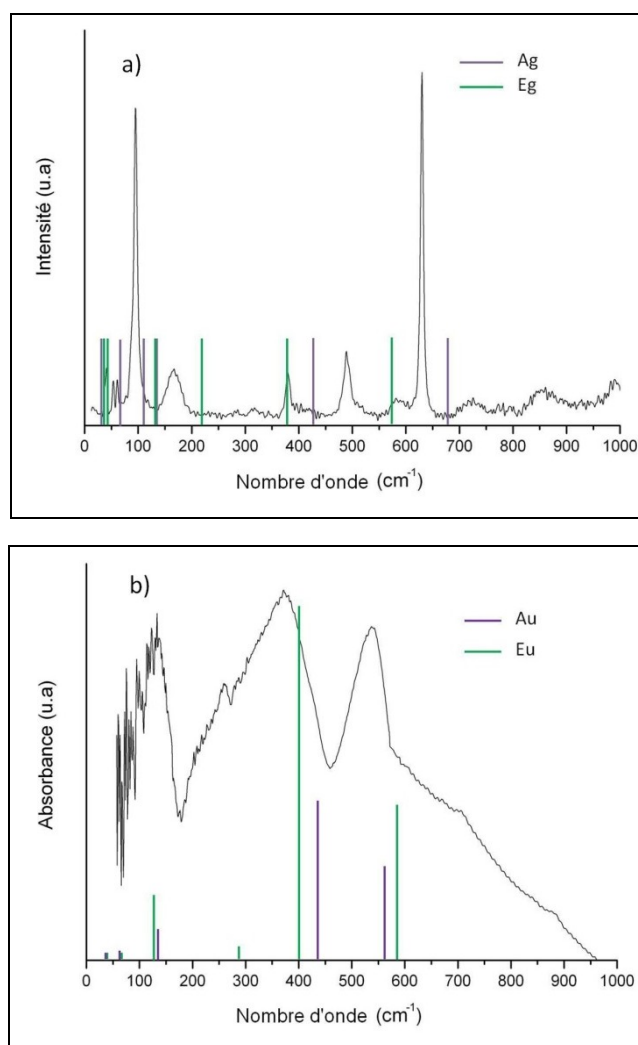 a)
Ag
Eg
Intensité (u.a)
0 100 200 300 400 500 600 700 800 900 1000
Nombre d'onde (cm-1)
b)
Au
Eu
Absorbance (u.a)
0 100 200 300 400 500 600 700 800 900 1000
Nombre d'onde (cm-1)